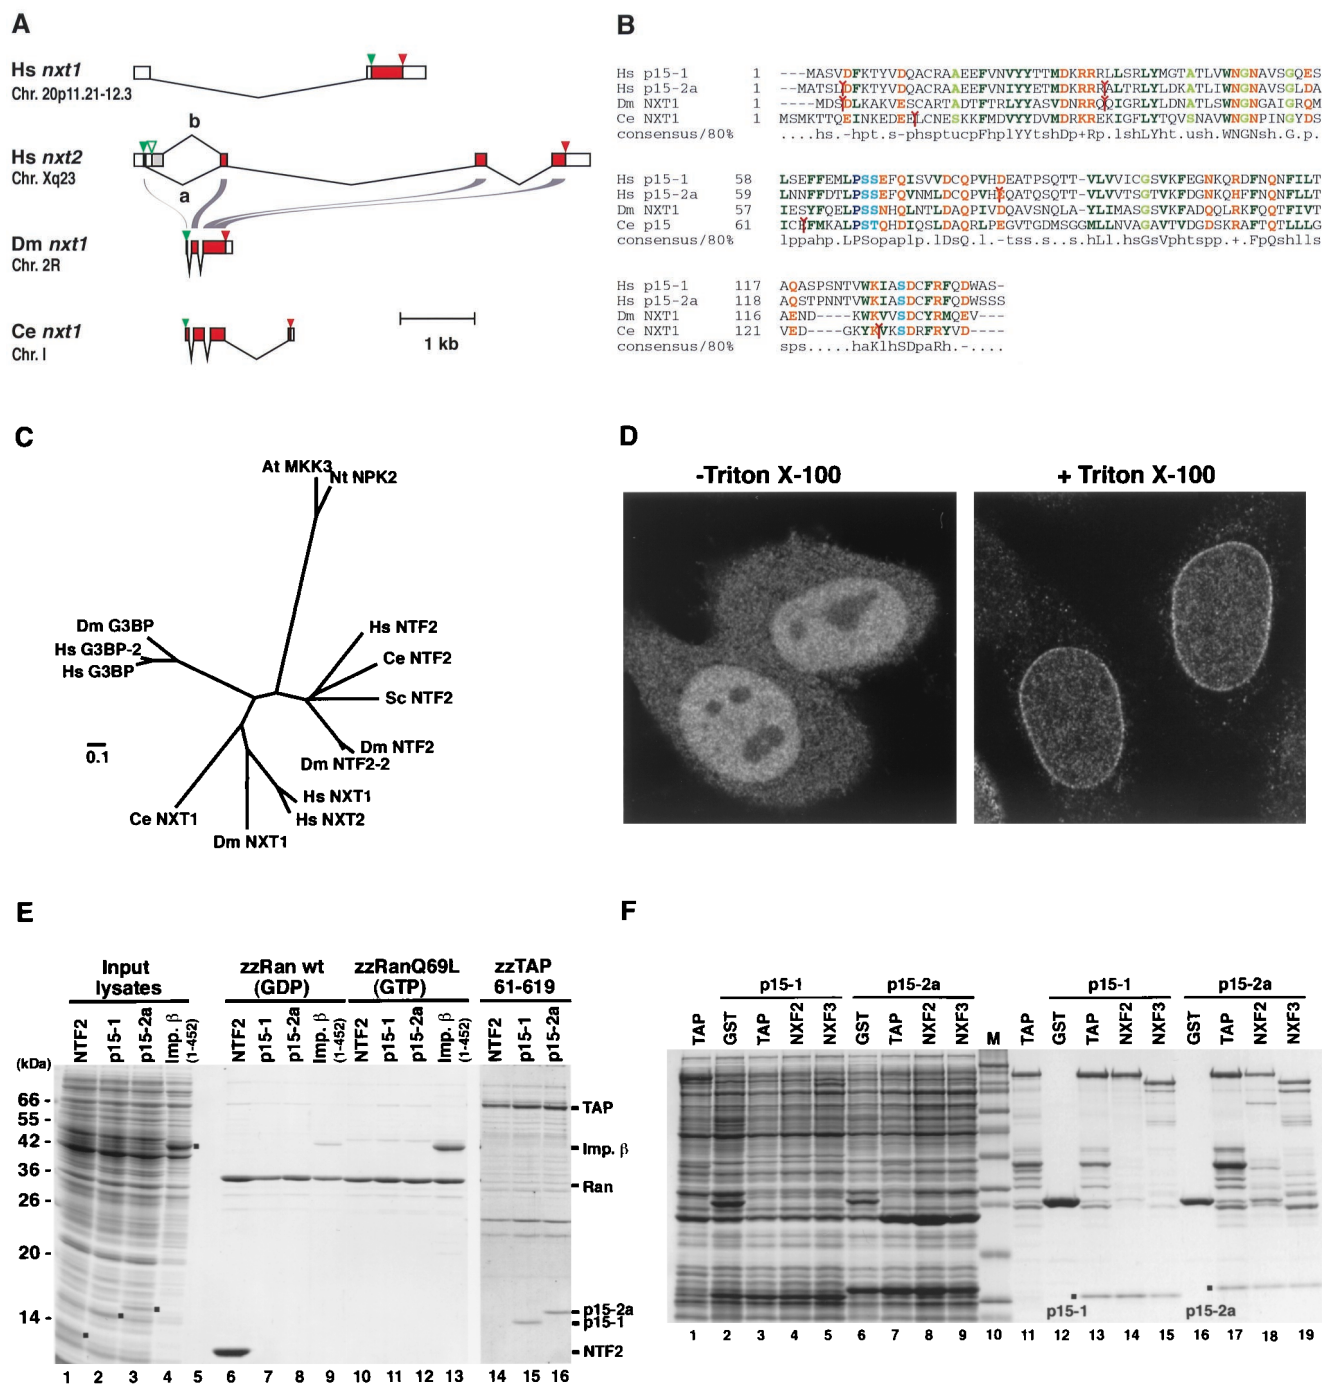 A
Hs nxt1
Chr. 20p11.21-12.3
b
Hs nxt2
Chr. Xq23
a
Dm nxt1
Chr. 2R
Ce nxt1
Chr. I
1 kb
B
Hs p15-1 1 ---MASVDFKTYVDQACRAAEEFVNVYYTTMDKRRRLLSRLYMGTATLVWNGNAVSGQES
Hs p15-2a 1 --MATSLDFKTYVDQACRAAEEFVNIYYETMDKRRRALTRLYLDKATLIWNGNAVSGLDA
Dm NXT1 1 ----MDSDLKAKVESCARTADTFTRLYYASVDNRRQQIGRLYLDNATLSWNGNGAIGRQM
Ce NXT1 1 MSMKTTQEINKEDEELCNESKKFMDVYYDVMDRKREKIGFLYTQVSNAVWNGNPINGYDS
consensus/80% ....hs.-hpt.s-phsptucpFhplYYtshDp+Rp.lshLYht.ush.WNGNsh.G.p.
Hs p15-1 58 LSEFFEMLPSSEFQISVVDCQPVHDEATPSQTT-VLVVICGSVKFEGNKQRDFNQNFILT
Hs p15-2a 59 LNNFFDTLPSSEFQVNMLDCQPVHEQATQSQTT-VLVVTSGTVKFDGNKQHFFNQNFILT
Dm NXT1 57 IESYFQELPSSNHQLNTLDAQPIVDQAVSNQLA-YLIMASGSVKFADQQLRKFQQTFIVT
Ce p15 61 ICEFMKALPSTQHDIQSLDAQRLPEGVTGDMSGGMLLNVAGAVTVDGDSKRAFTQTLLLG
consensus/80% lppahp.LPSopaplp.lDsQ.l.-tss.s..s.hLl.hsGsVphtspp.+.FpQshlls
Hs p15-1 117 AQASPSNTVWKIASDCFRFQDWAS-
Hs p15-2a 118 AQSTPNNTVWKIASDCFRFQDWSSS
Dm NXT1 116 AEND----KWKVVSDCYRMQEV---
Ce NXT1 121 VED-----GKYKVKSDRFRYVD----
consensus/80% sps.....haKlhSDpaRh.-....
C
At MKK3
Nt NPK2
Hs NTF2
Ce NTF2
Sc NTF2
Dm NTF2
Dm NTF2-2
Dm G3BP
Hs G3BP-2
Hs G3BP
0.1
Hs NXT1
Hs NXT2
Ce NXT1
Dm NXT1
D
-Triton X-100
+ Triton X-100
E
Input lysates
zzRan wt (GDP)
zzRanQ69L (GTP)
zzTAP 61-619
NTF2 p15-1 p15-2a Imp. β (1-452)
NTF2 p15-1 p15-2a Imp. β (1-452)
NTF2 p15-1 p15-2a Imp. β (1-452)
NTF2 p15-1 p15-2a
(kDa)
66
55
42
36
26
20
14
TAP
Imp. β
Ran
p15-2a
p15-1
NTF2
1 2 3 4 5 6 7 8 9 10 11 12 13 14 15 16
F
p15-1 p15-2a p15-1 p15-2a
TAP GST TAP NXF2 NXF3 GST TAP NXF2 NXF3 M TAP GST TAP NXF2 NXF3 GST TAP NXF2 NXF3
p15-1
p15-2a
1 2 3 4 5 6 7 8 9 10 11 12 13 14 15 16 17 18 19